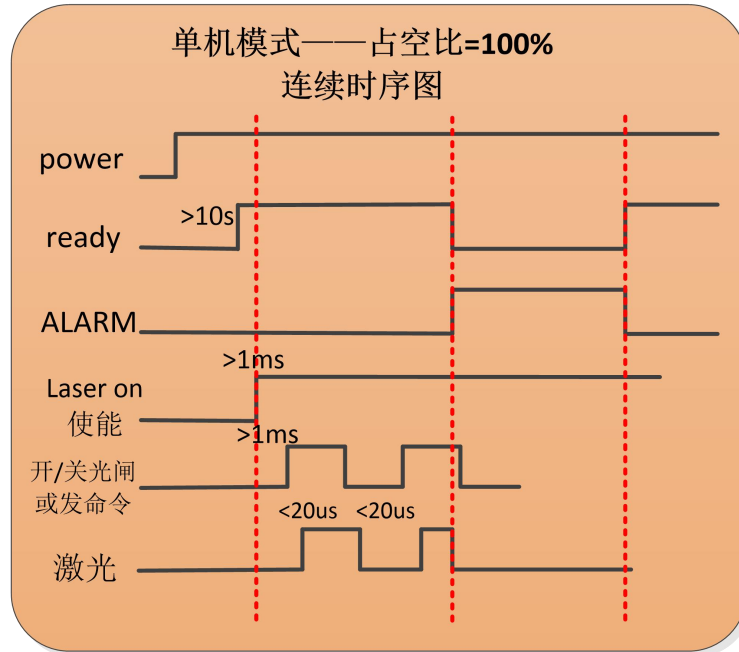 单机模式——占空比=100%
连续时序图
power
>10s
ready
ALARM
>1ms
Laser on
使能
>1ms
开/关光闸
或发命令
<20us <20us
激光